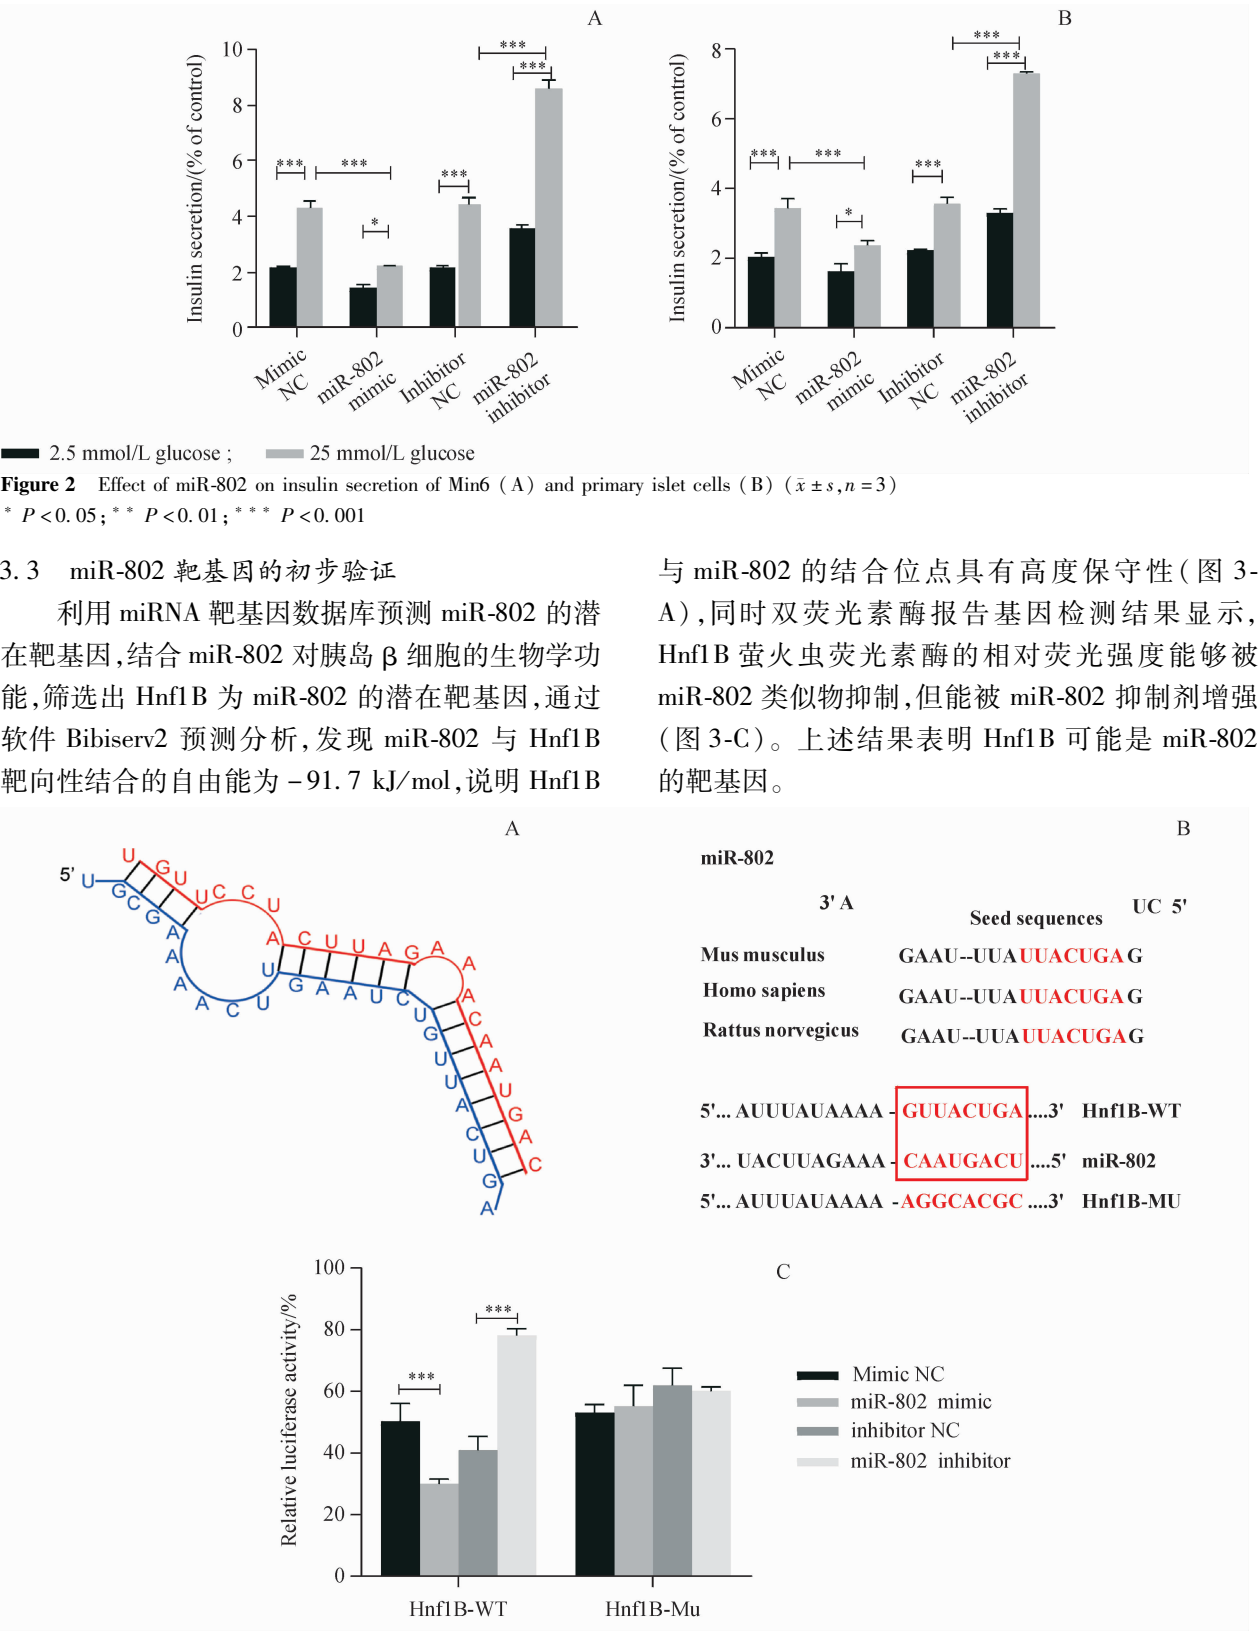 A
10
8
6
4
2
0
Insulin secretion/(% of control)
***
***
*
***
***
***
Mimic NC
miR-802 mimic
Inhibitor NC
miR-802 inhibitor
B
8
6
4
2
0
Insulin secretion/(% of control)
***
***
*
***
***
***
Mimic NC
miR-802 mimic
Inhibitor NC
miR-802 inhibitor
2.5 mmol/L glucose ; 25 mmol/L glucose
Figure 2 Effect of miR-802 on insulin secretion of Min6 (A) and primary islet cells (B) (x̄ ± s, n = 3)
* P < 0.05; ** P < 0.01; *** P < 0.001
3.3 miR-802 靶基因的初步验证
利用 miRNA 靶基因数据库预测 miR-802 的潜
在靶基因,结合 miR-802 对胰岛 β 细胞的生物学功
能,筛选出 Hnf1B 为 miR-802 的潜在靶基因,通过
软件 Bibiserv2 预测分析,发现 miR-802 与 Hnf1B
靶向性结合的自由能为 -91.7 kJ/mol,说明 Hnf1B
与 miR-802 的结合位点具有高度保守性(图 3-
A),同时双荧光素酶报告基因检测结果显示,
Hnf1B 萤火虫荧光素酶的相对荧光强度能够被
miR-802 类似物抑制,但能被 miR-802 抑制剂增强
(图 3-C)。上述结果表明 Hnf1B 可能是 miR-802
的靶基因。
A
U G U U C C U A C U U A G A A A C A A U G A C
5' U G C G A A A A C U U G A A U C U G U U A C U G A
B
miR-802
3' A UC 5'
Seed sequences
Mus musculus GAAU--UUAUUACUGAG
Homo sapiens GAAU--UUAUUACUGAG
Rattus norvegicus GAAU--UUAUUACUGAG
5'... AUUUAUAAAA -GUUACUGA....3' Hnf1B-WT
3'... UACUUAGAAA -CAAUGACU....5' miR-802
5'... AUUUAUAAAA -AGGCACGC....3' Hnf1B-MU
C
100
80
60
40
20
0
Relative luciferase activity/%
***
***
Hnf1B-WT
Hnf1B-Mu
Mimic NC
miR-802 mimic
inhibitor NC
miR-802 inhibitor